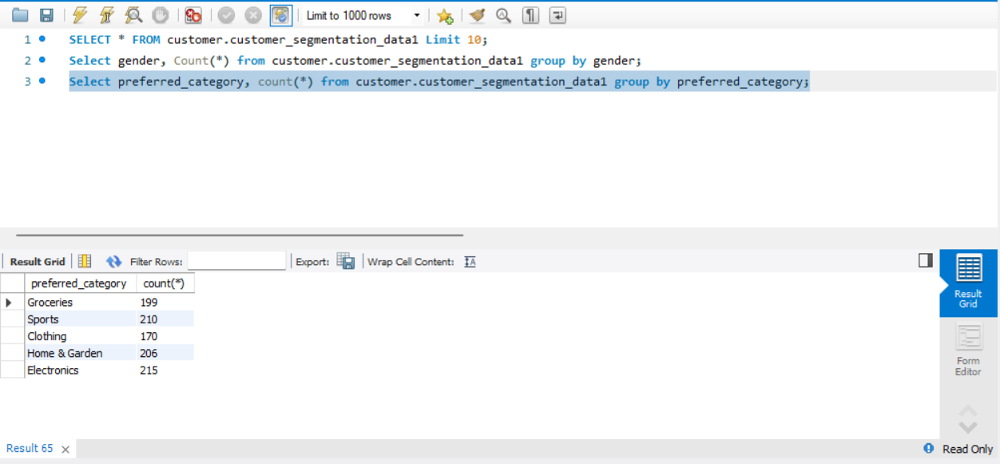 Limit to 1000 rows
1 SELECT * FROM customer.customer_segmentation_data1 Limit 10;
2 Select gender, Count(*) from customer.customer_segmentation_data1 group by gender;
3 Select preferred_category, count(*) from customer.customer_segmentation_data1 group by preferred_category;
Result Grid Filter Rows: Export: Wrap Cell Content: IA
preferred_category count(*)
Groceries 199
Sports 210
Clothing 170
Home & Garden 206
Electronics 215
Result
Grid
Form
Editor
Result 65 Read Only